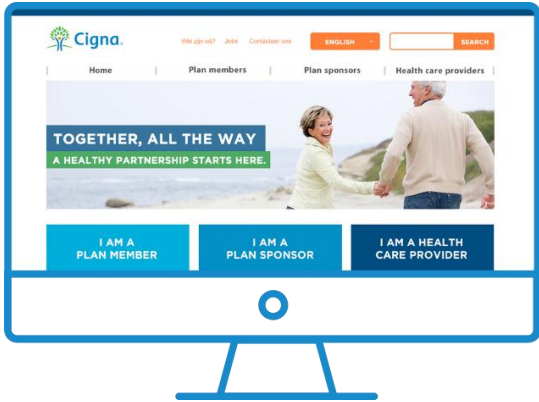 Cigna.
Wie zijn wij? Jobs Contacteer ons ENGLISH SEARCH
Home Plan members Plan sponsors Health care providers
TOGETHER, ALL THE WAY
A HEALTHY PARTNERSHIP STARTS HERE.
I AM A
PLAN MEMBER
I AM A
PLAN SPONSOR
I AM A HEALTH
CARE PROVIDER